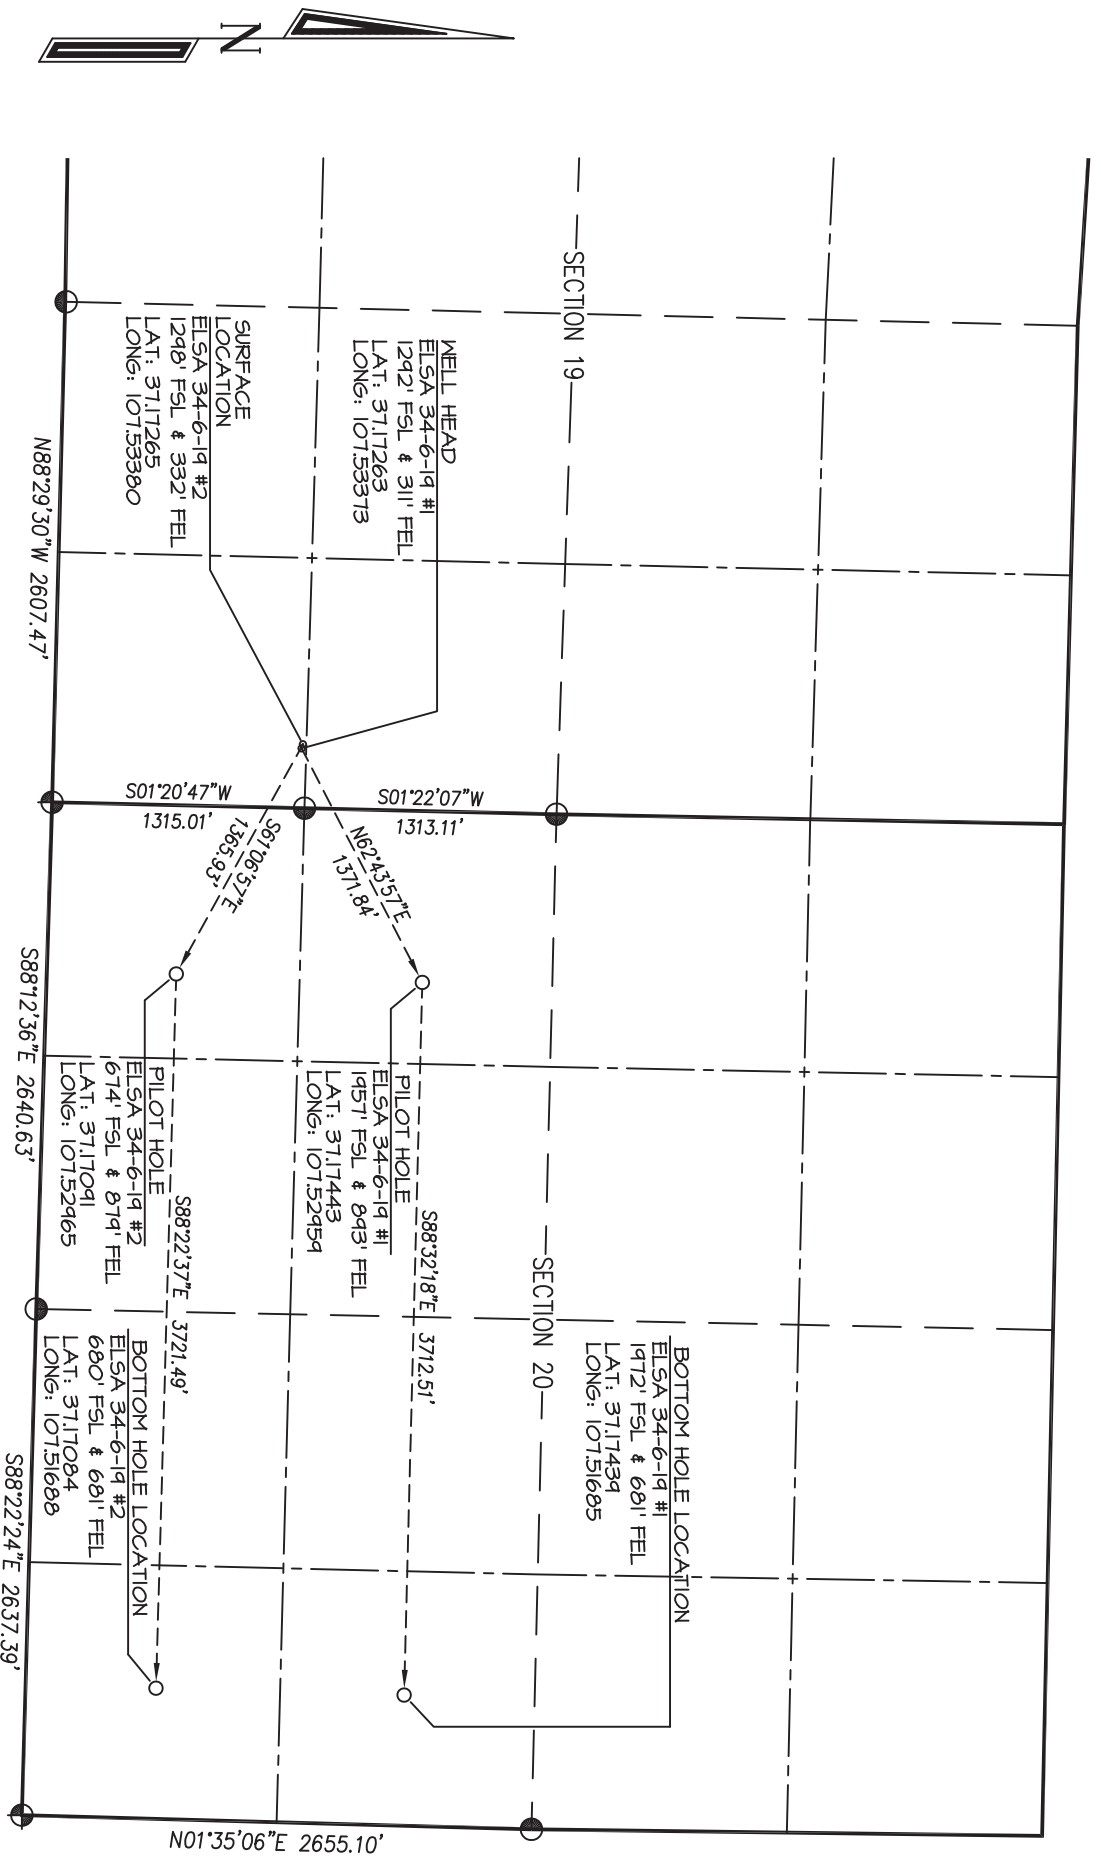 N
SECTION 19
WELL HEAD
ELSA 34-6-19 #1
1292' FSL & 311' FEL
LAT: 37.17263
LONG: 107.53373
SURFACE
LOCATION
ELSA 34-6-19 #2
1298' FSL & 332' FEL
LAT: 37.17265
LONG: 107.53380
N88°29'30"W 2607.47'
S01°22'07"W
1313.11'
S01°20'47"W
1315.01'
N62°43'57"E
1371.84'
S61°06'57"E
1365.93'
SECTION 20
PILOT HOLE
ELSA 34-6-19 #1
1957' FSL & 893' FEL
LAT: 37.17443
LONG: 107.52959
S88°32'18"E 3712.51'
PILOT HOLE
ELSA 34-6-19 #2
674' FSL & 879' FEL
LAT: 37.17091
LONG: 107.52965
S88°22'37"E 3721.49'
S88°12'36"E 2640.63'
BOTTOM HOLE LOCATION
ELSA 34-6-19 #1
1972' FSL & 681' FEL
LAT: 37.17439
LONG: 107.51685
BOTTOM HOLE LOCATION
ELSA 34-6-19 #2
680' FSL & 681' FEL
LAT: 37.17084
LONG: 107.51688
S88°22'24"E 2637.39'
N01°35'06"E 2655.10'